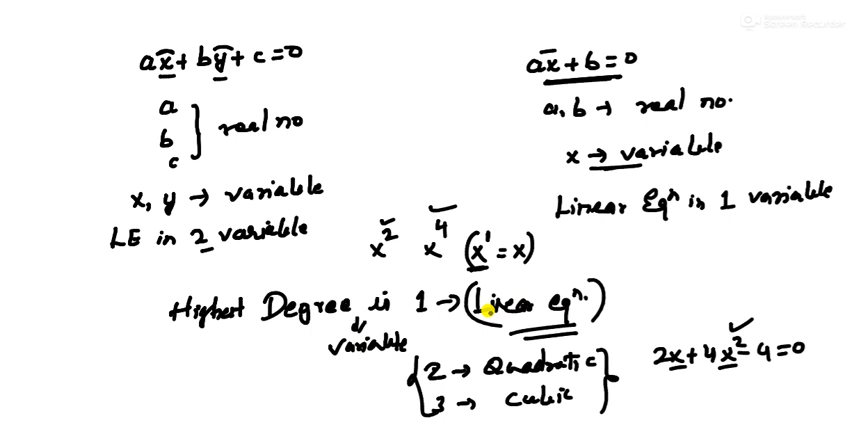 ax + by + c = 0
a
b } real no
c
x, y → variable
LE in 2 variable
ax + b = 0
a, b → real no.
x → variable
Linear Eqⁿ in 1 variable
x² x⁴ (x¹ = x)
Highest Degree is 1 → (Linear eqⁿ.)
variable
{ 2 → Quadratic }
3 → Cubic
2x + 4x² - 4 = 0
Screen Recorder